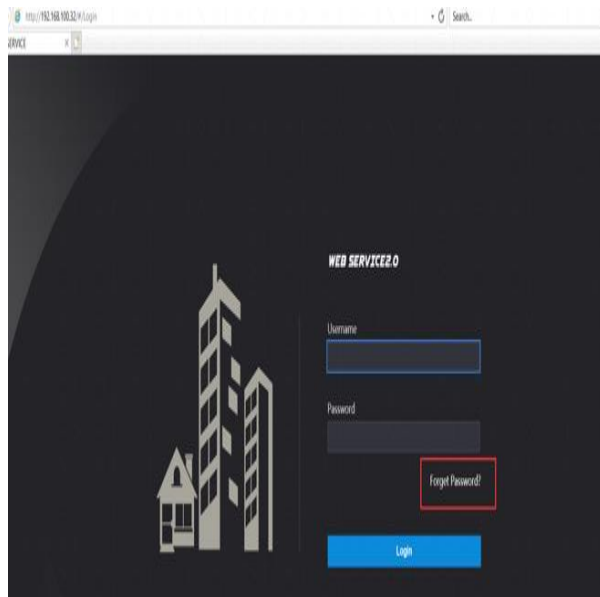 http://192.168.100.32/#/Login
Search...
SERVICE
WEB SERVICE2.0
Username
Password
Forget Password?
Login